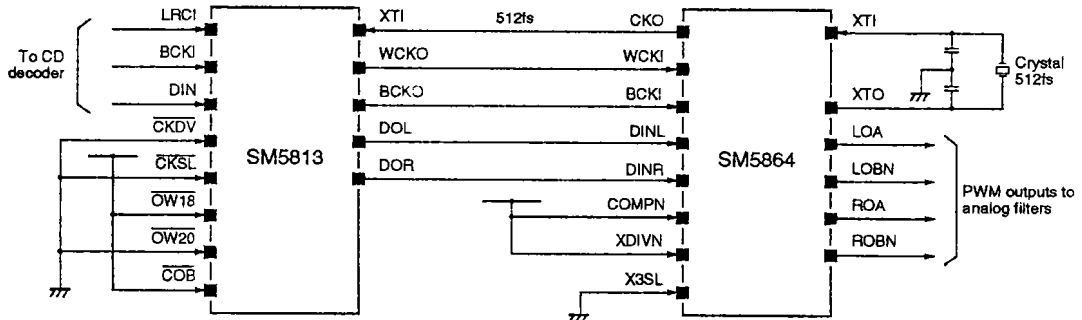 LRCI
BCKI
DIN
To CD
decoder
CKDV
CKSL
OW18
OW20
COB
SM5813
XTI
WCKO
BCKO
DOL
DOR
512fs
CKO
WCKI
BCKI
DINL
DINR
COMPN
XDIVN
X3SL
SM5864
XTI
XTO
LOA
LOBN
ROA
ROBN
Crystal
512fs
PWM outputs to
analog filters